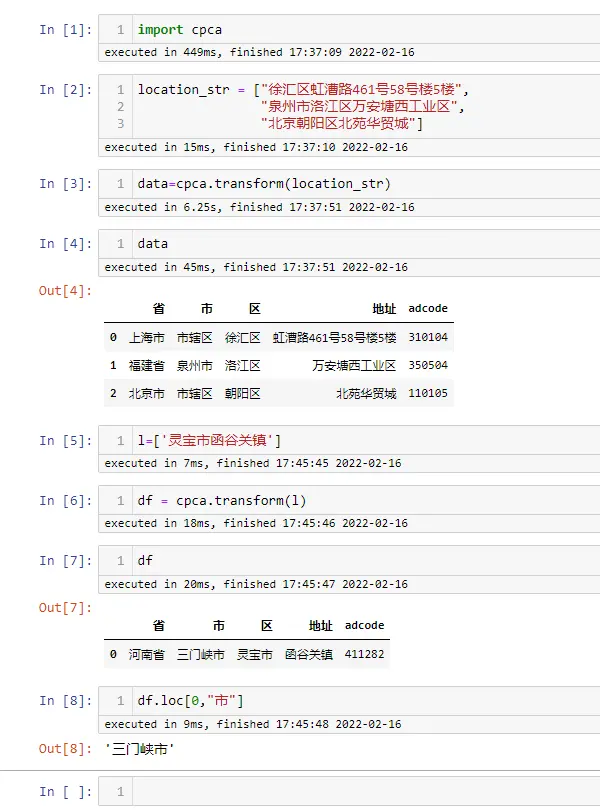 In [1]: 1 import cpca
executed in 449ms, finished 17:37:09 2022-02-16
In [2]: 1 location_str = ["徐汇区虹漕路461号58号楼5楼",
2 "泉州市洛江区万安塘西工业区",
3 "北京朝阳区北苑华贸城"]
executed in 15ms, finished 17:37:10 2022-02-16
In [3]: 1 data=cpca.transform(location_str)
executed in 6.25s, finished 17:37:51 2022-02-16
In [4]: 1 data
executed in 45ms, finished 17:37:51 2022-02-16
Out[4]:
省 市 区 地址 adcode
0 上海市 市辖区 徐汇区 虹漕路461号58号楼5楼 310104
1 福建省 泉州市 洛江区 万安塘西工业区 350504
2 北京市 市辖区 朝阳区 北苑华贸城 110105
In [5]: 1 l=['灵宝市函谷关镇']
executed in 7ms, finished 17:45:45 2022-02-16
In [6]: 1 df = cpca.transform(l)
executed in 18ms, finished 17:45:46 2022-02-16
In [7]: 1 df
executed in 20ms, finished 17:45:47 2022-02-16
Out[7]:
省 市 区 地址 adcode
0 河南省 三门峡市 灵宝市 函谷关镇 411282
In [8]: 1 df.loc[0,"市"]
executed in 9ms, finished 17:45:48 2022-02-16
Out[8]: '三门峡市'
In [ ]: 1